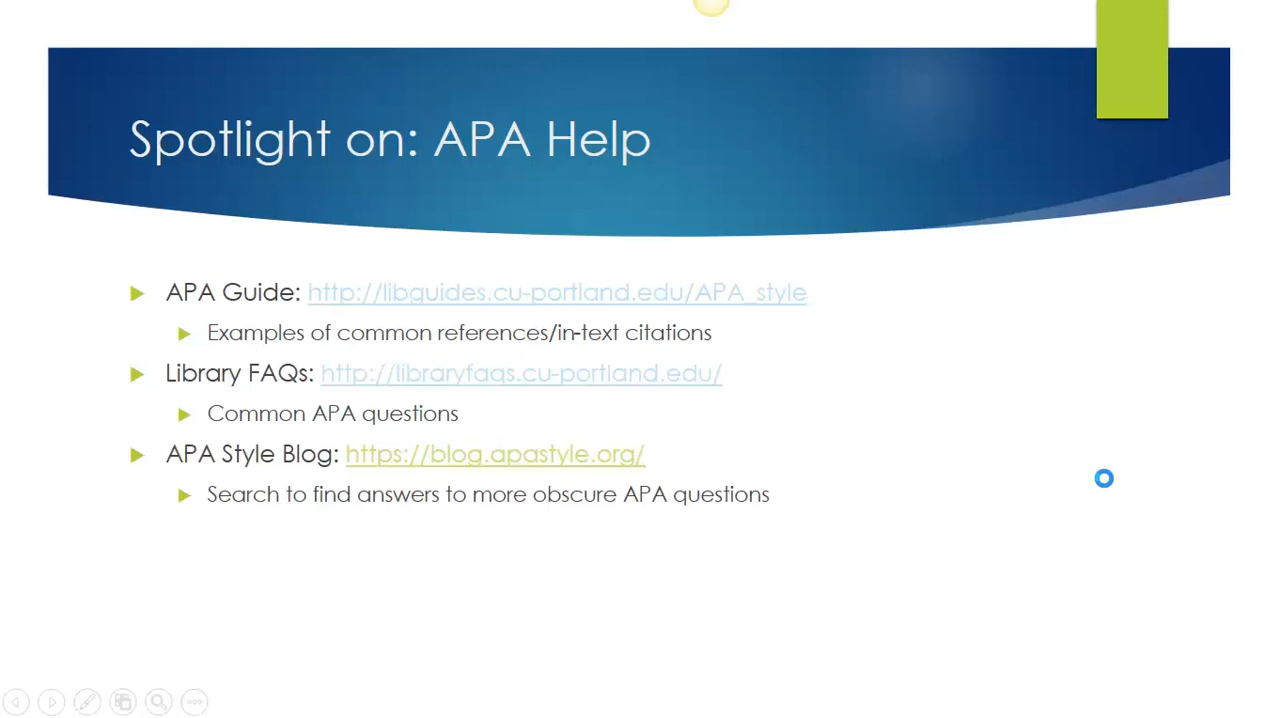 Spotlight on: APA Help
APA Guide: http://libguides.cu-portland.edu/APA_style
Examples of common references/in-text citations
Library FAQs: http://libraryfaqs.cu-portland.edu/
Common APA questions
APA Style Blog: https://blog.apastyle.org/
Search to find answers to more obscure APA questions